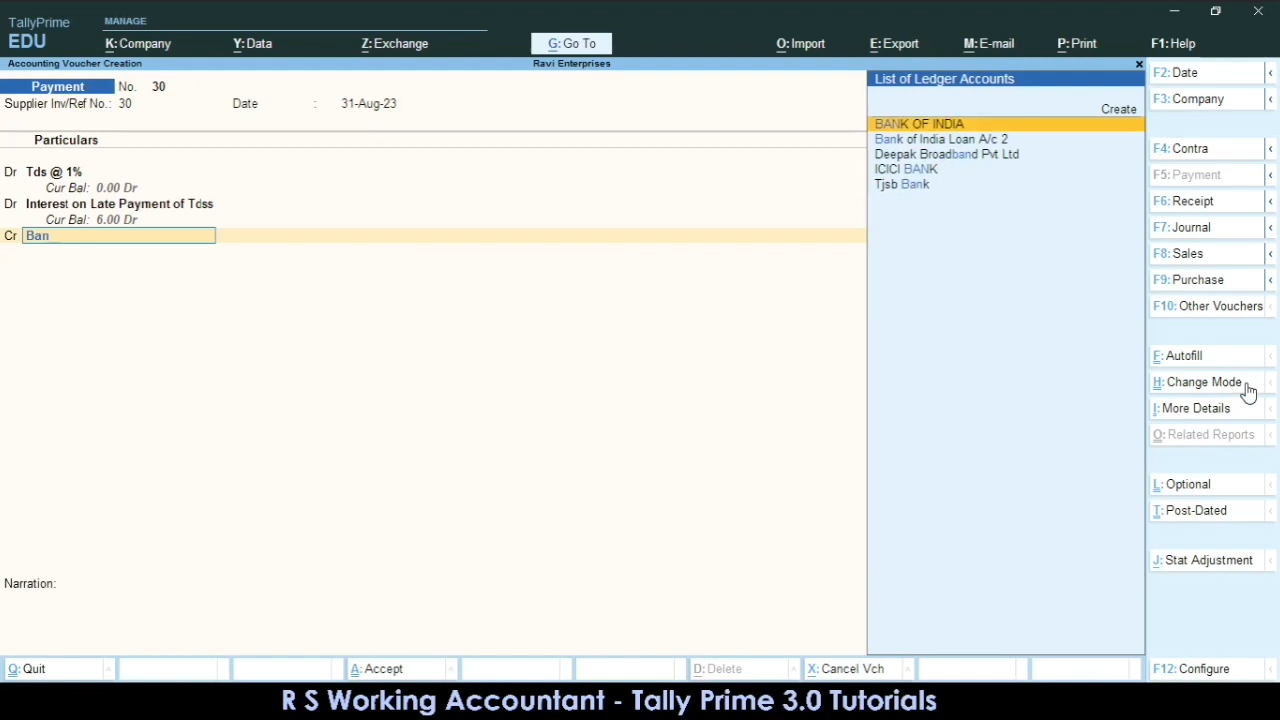 TallyPrime
EDU
MANAGE
K: Company
Y: Data
Z: Exchange
G: Go To
O: Import
E: Export
M: E-mail
P: Print
F1: Help
Accounting Voucher Creation
Ravi Enterprises
Payment No. 30
Supplier Inv/Ref No.: 30 Date : 31-Aug-23
Particulars
Dr Tds @ 1%
Cur Bal: 0.00 Dr
Dr Interest on Late Payment of Tdss
Cur Bal: 6.00 Dr
Cr Ban
Narration:
List of Ledger Accounts
Create
BANK OF INDIA
Bank of India Loan A/c 2
Deepak Broadband Pvt Ltd
ICICI BANK
Tjsb Bank
F2: Date
F3: Company
F4: Contra
F5: Payment
F6: Receipt
F7: Journal
F8: Sales
F9: Purchase
F10: Other Vouchers
F: Autofill
H: Change Mode
I: More Details
O: Related Reports
L: Optional
T: Post-Dated
J: Stat Adjustment
Q: Quit
A: Accept
D: Delete
X: Cancel Vch
F12: Configure
R S Working Accountant - Tally Prime 3.0 Tutorials